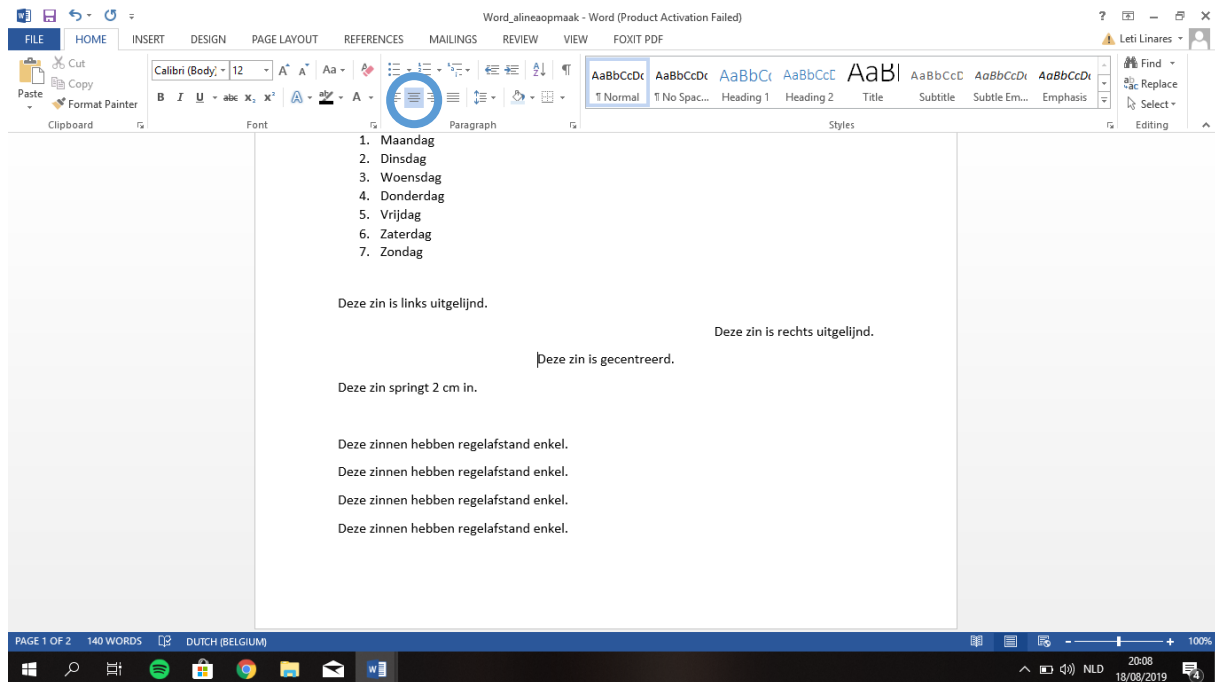 Word_alineaopmaak - Word (Product Activation Failed)
FILE HOME INSERT DESIGN PAGE LAYOUT REFERENCES MAILINGS REVIEW VIEW FOXIT PDF Leti Linares
Paste
Cut
Copy
Format Painter
Clipboard
Calibri (Body) 12
Font
Paragraph
AaBbCcDc AaBbCcDc AaBbCc AaBbCcC AaBl AaBbCcD AaBbCcDc AaBbCcDc
¶ Normal ¶ No Spac... Heading 1 Heading 2 Title Subtitle Subtle Em... Emphasis
Styles
Find
Replace
Select
Editing
1. Maandag
2. Dinsdag
3. Woensdag
4. Donderdag
5. Vrijdag
6. Zaterdag
7. Zondag
Deze zin is links uitgelijnd.
Deze zin is rechts uitgelijnd.
Deze zin is gecentreerd.
Deze zin springt 2 cm in.
Deze zinnen hebben regelafstand enkel.
Deze zinnen hebben regelafstand enkel.
Deze zinnen hebben regelafstand enkel.
Deze zinnen hebben regelafstand enkel.
PAGE 1 OF 2 140 WORDS DUTCH (BELGIUM) 100%
NLD
20:08
18/08/2019
4